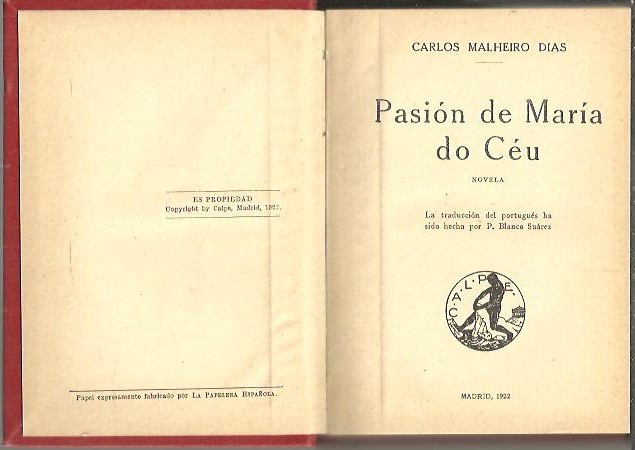 ES PROPIEDAD
Copyright by Calpe, Madrid, 1922.
Papel expresamente fabricado por LA PAPELERA ESPAÑOLA.
CARLOS MALHEIRO DIAS
Pasión de María
do Céu
NOVELA
La traducción del portugués ha
sido hecha por P. Blanco Suárez
C.A.L.P.E.
MADRID, 1922